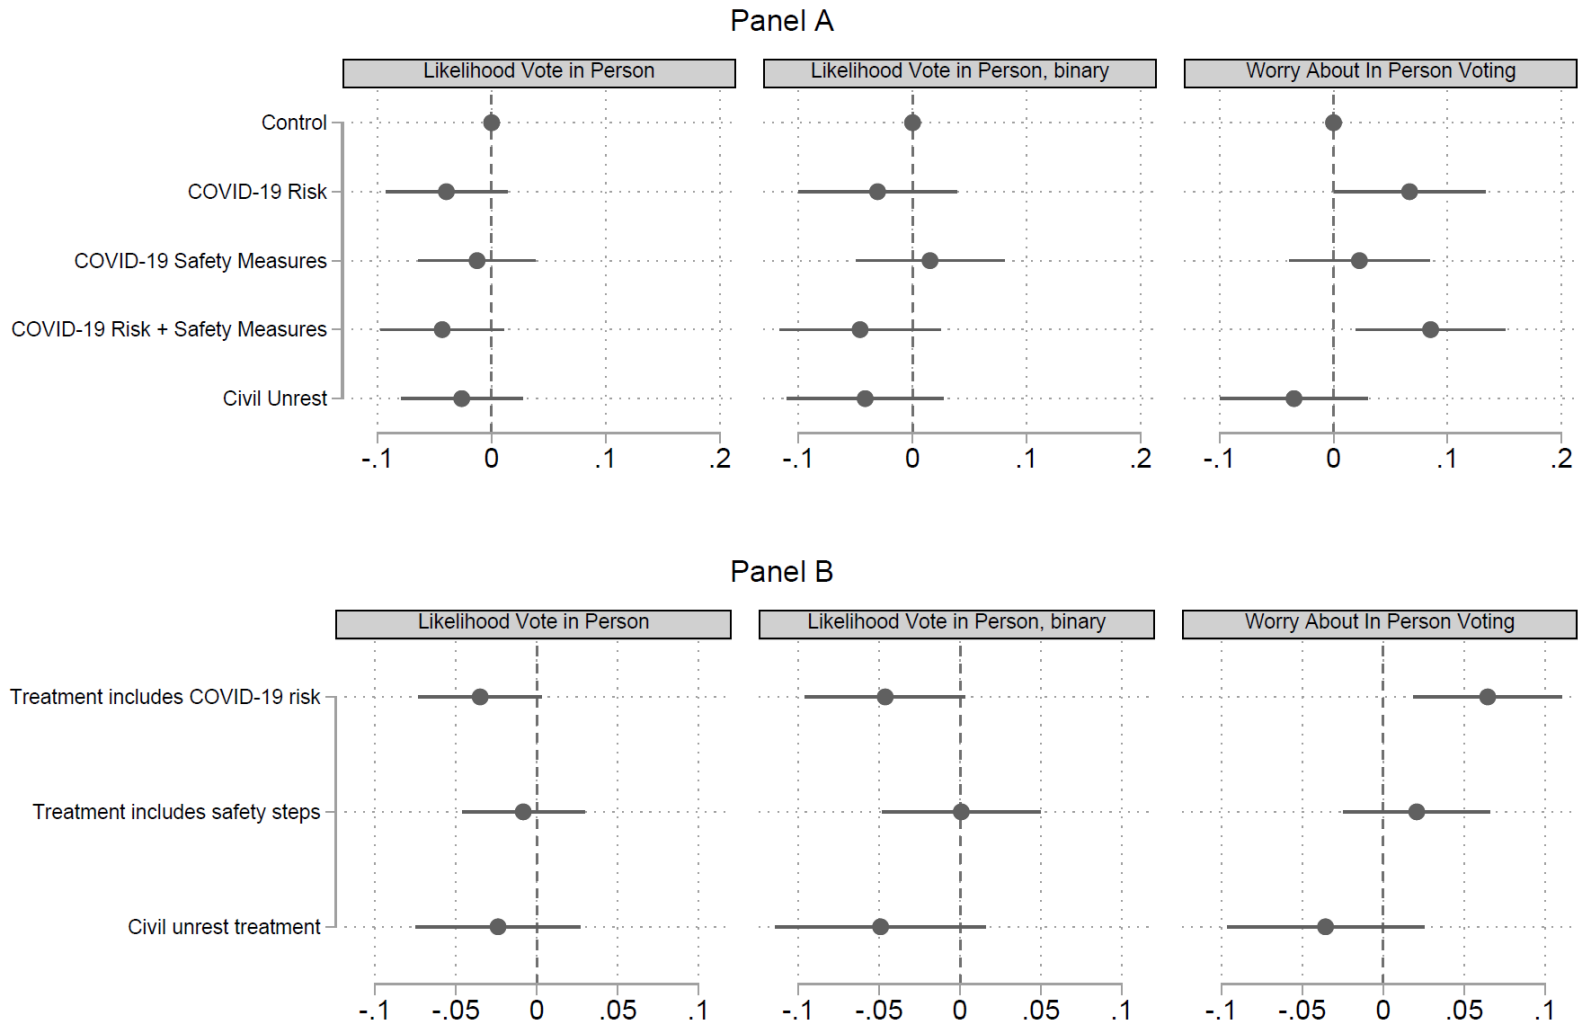 Panel A
Likelihood Vote in Person
Likelihood Vote in Person, binary
Worry About In Person Voting
Control
COVID-19 Risk
COVID-19 Safety Measures
COVID-19 Risk + Safety Measures
Civil Unrest
-.1 0 .1 .2
-.1 0 .1 .2
-.1 0 .1 .2
Panel B
Likelihood Vote in Person
Likelihood Vote in Person, binary
Worry About In Person Voting
Treatment includes COVID-19 risk
Treatment includes safety steps
Civil unrest treatment
-.1 -.05 0 .05 .1
-.1 -.05 0 .05 .1
-.1 -.05 0 .05 .1